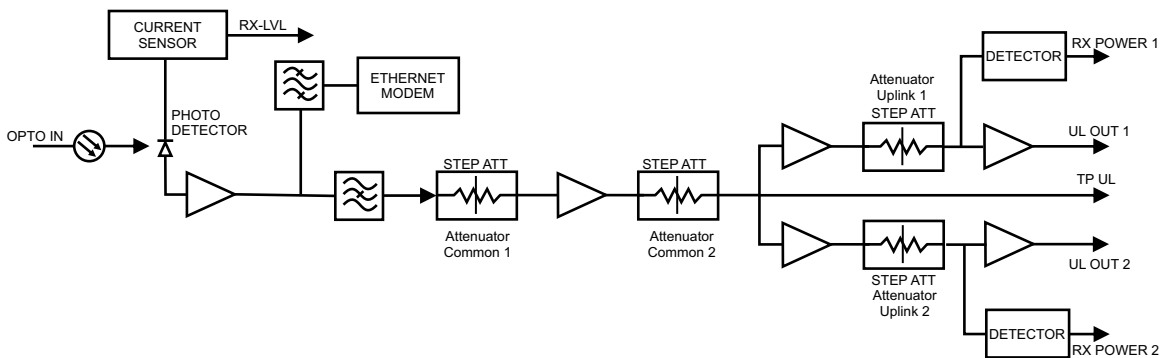 CURRENT
SENSOR
RX-LVL
ETHERNET
MODEM
PHOTO
DETECTOR
OPTO IN
STEP ATT
Attenuator
Common 1
STEP ATT
Attenuator
Common 2
Attenuator
Uplink 1
STEP ATT
DETECTOR
RX POWER 1
UL OUT 1
TP UL
UL OUT 2
STEP ATT
Attenuator
Uplink 2
DETECTOR
RX POWER 2